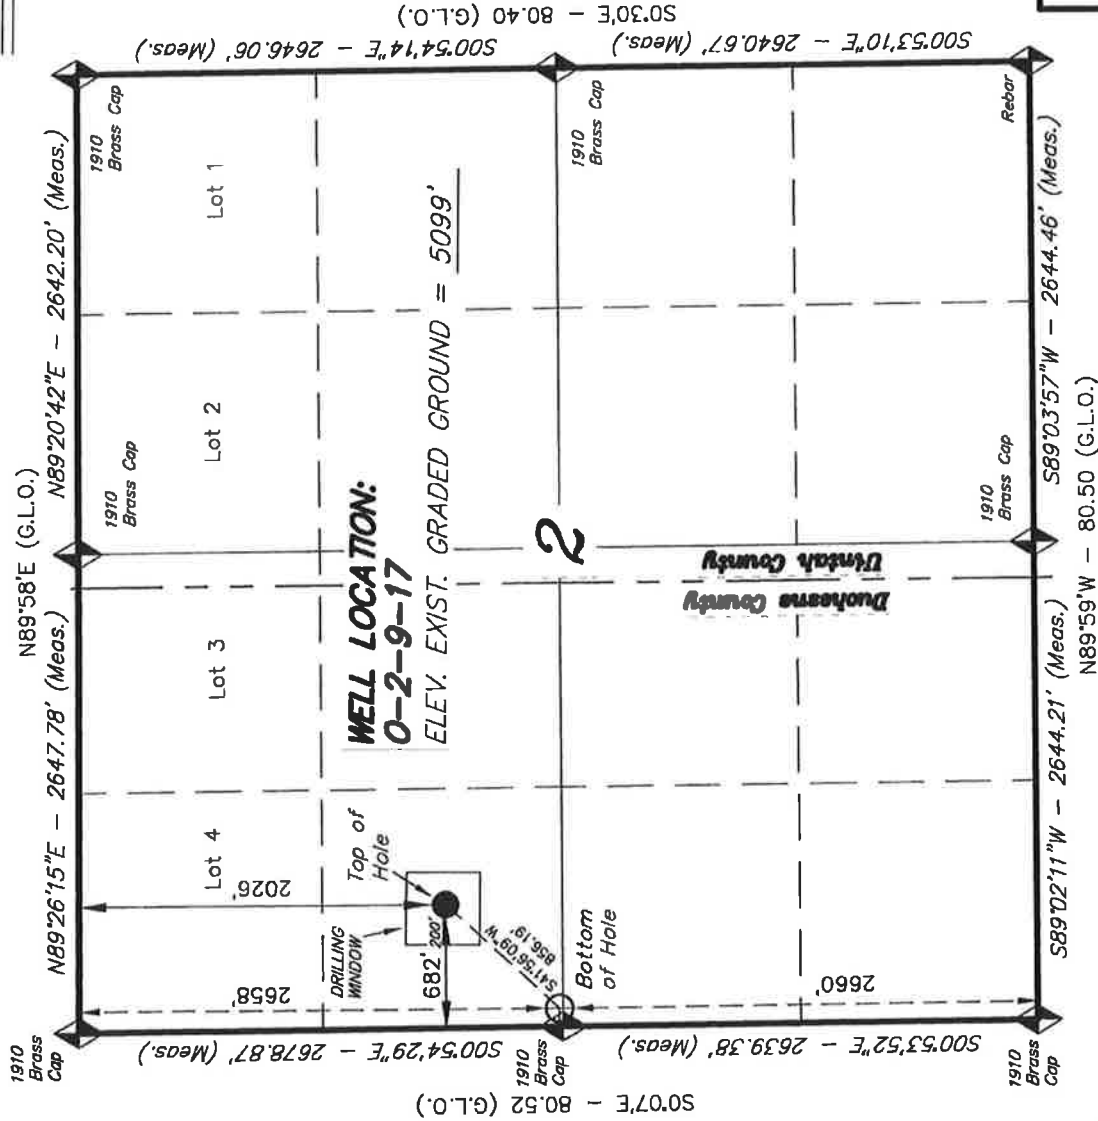 N89°58'E (G.L.O.)
N89°26'15"E - 2647.78' (Meas.)
N89°20'42"E - 2642.20' (Meas.)
1910
Brass
Cap
1910
Brass Cap
1910
Brass Cap
Lot 4
Lot 3
Lot 2
Lot 1
2026'
2658'
DRILLING
WINDOW
Top of
Hole
682'
200'
S41°56'09"W
856.19'
WELL LOCATION:
O-2-9-17
ELEV. EXIST. GRADED GROUND = 5099'
S00°54'29"E - 2678.87' (Meas.)
S00°54'14"E - 2646.06' (Meas.)
S0°07'E - 80.52 (G.L.O.)
S0°30'E - 80.40 (G.L.O.)
1910
Brass
Cap
Bottom
of Hole
2
1910
Brass Cap
Duchesne County
Uintah County
2660'
S00°53'52"E - 2639.38' (Meas.)
S00°53'10"E - 2640.67' (Meas.)
1910
Brass
Cap
1910
Brass Cap
Rebar
S89°02'11"W - 2644.21' (Meas.)
S89°03'57"W - 2644.46' (Meas.)
N89°59'W - 80.50 (G.L.O.)